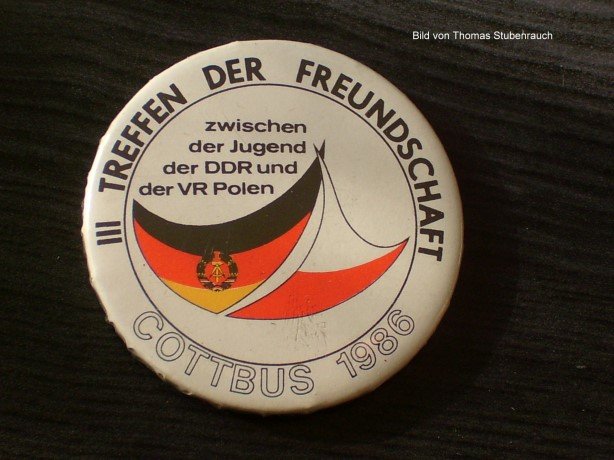 Bild von Thomas Stubenrauch
III TREFFEN DER FREUNDSCHAFT
zwischen
der Jugend
der DDR und
der VR Polen
COTTBUS 1986